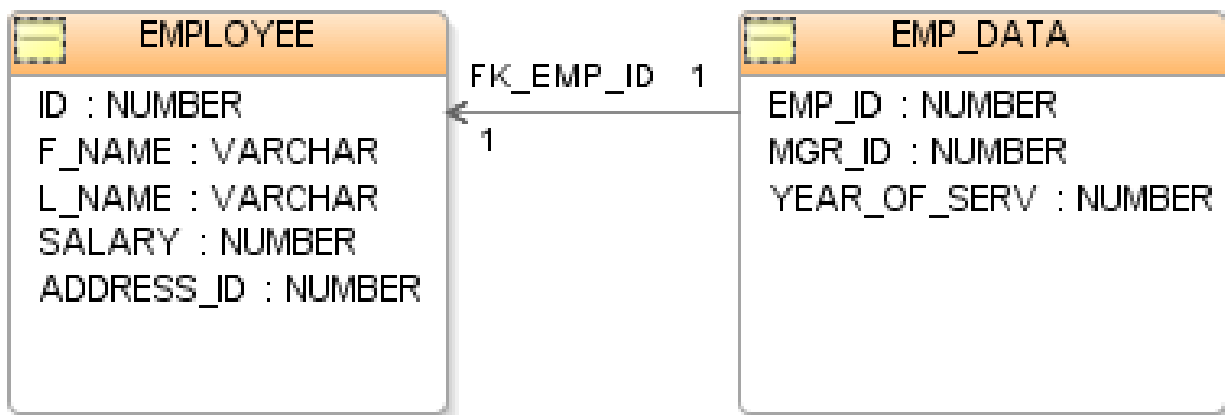 EMPLOYEE
ID : NUMBER
F_NAME : VARCHAR
L_NAME : VARCHAR
SALARY : NUMBER
ADDRESS_ID : NUMBER
FK_EMP_ID 1
1
EMP_DATA
EMP_ID : NUMBER
MGR_ID : NUMBER
YEAR_OF_SERV : NUMBER